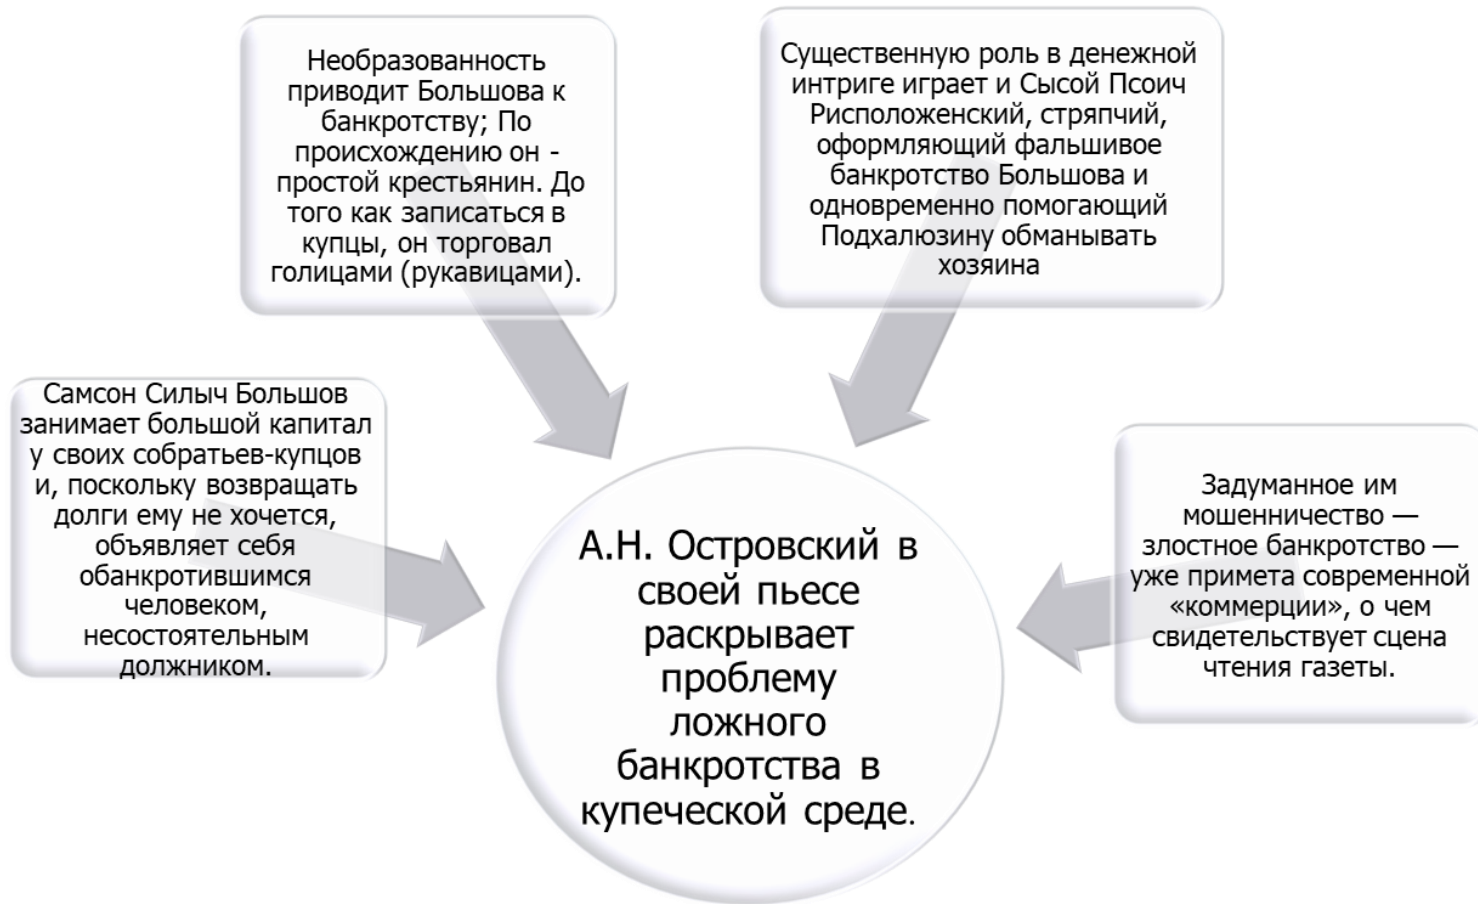 Необразованность
приводит Большова к
банкротству; По
происхождению он -
простой крестьянин. До
того как записаться в
купцы, он торговал
голицами (рукавицами).
Существенную роль в денежной
интриге играет и Сысой Псоич
Рисположенский, стряпчий,
оформляющий фальшивое
банкротство Большова и
одновременно помогающий
Подхалюзину обманывать
хозяина
Самсон Силыч Большов
занимает большой капитал
у своих собратьев-купцов
и, поскольку возвращать
долги ему не хочется,
объявляет себя
обанкротившимся
человеком,
несостоятельным
должником.
Задуманное им
мошенничество —
злостное банкротство —
уже примета современной
«коммерции», о чем
свидетельствует сцена
чтения газеты.
А.Н. Островский в
своей пьесе
раскрывает
проблему
ложного
банкротства в
купеческой среде.